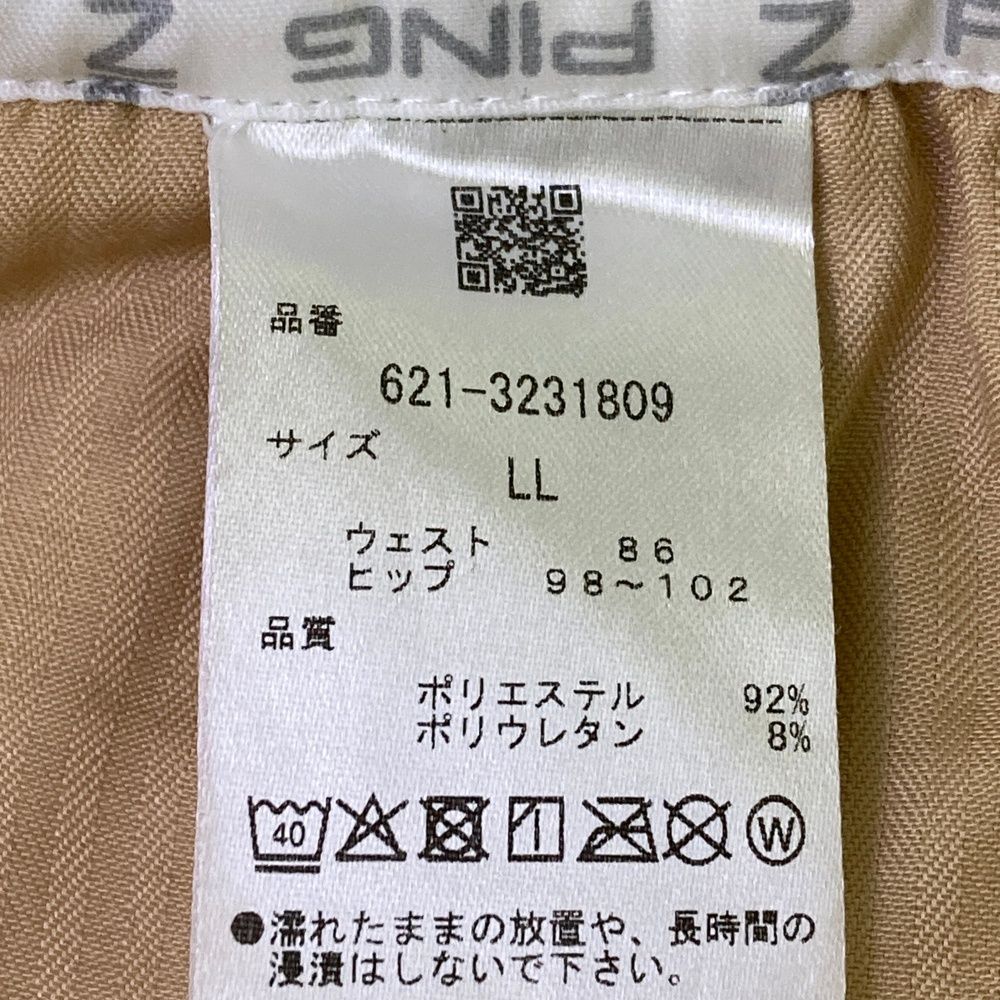 PING
品番
621-3231809
サイズ
LL
ウェスト 86
ヒップ 98～102
品質
ポリエステル 92%
ポリウレタン 8%
40 W
●濡れたままの放置や、長時間の
浸漬はしないで下さい。